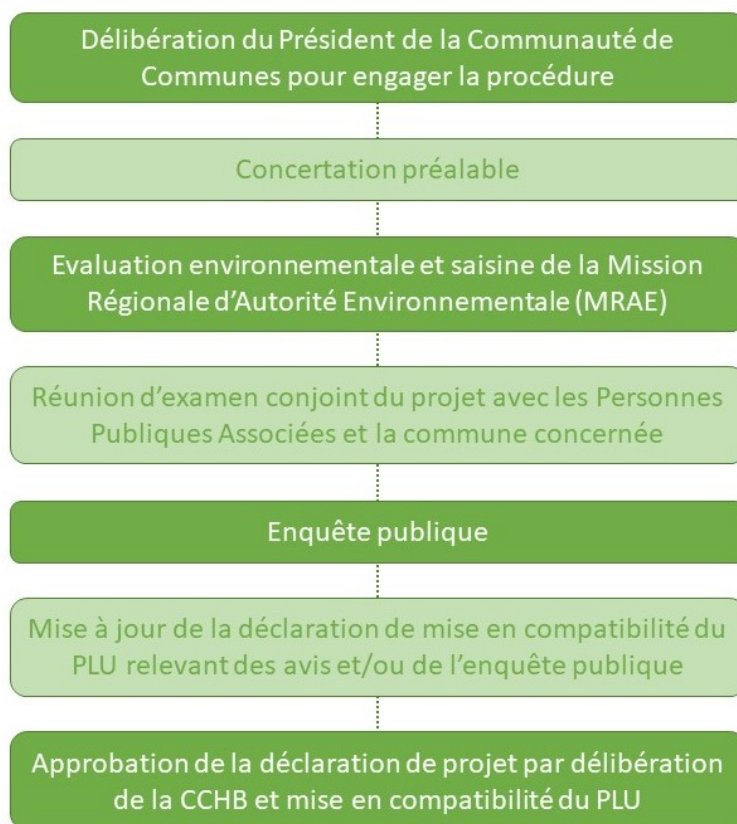 Délibération du Président de la Communauté de
Communes pour engager la procédure
Concertation préalable
Evaluation environnementale et saisine de la Mission
Régionale d’Autorité Environnementale (MRAE)
Réunion d’examen conjoint du projet avec les Personnes
Publiques Associées et la commune concernée
Enquête publique
Mise à jour de la déclaration de mise en compatibilité du
PLU relevant des avis et/ou de l’enquête publique
Approbation de la déclaration de projet par délibération
de la CCHB et mise en compatibilité du PLU